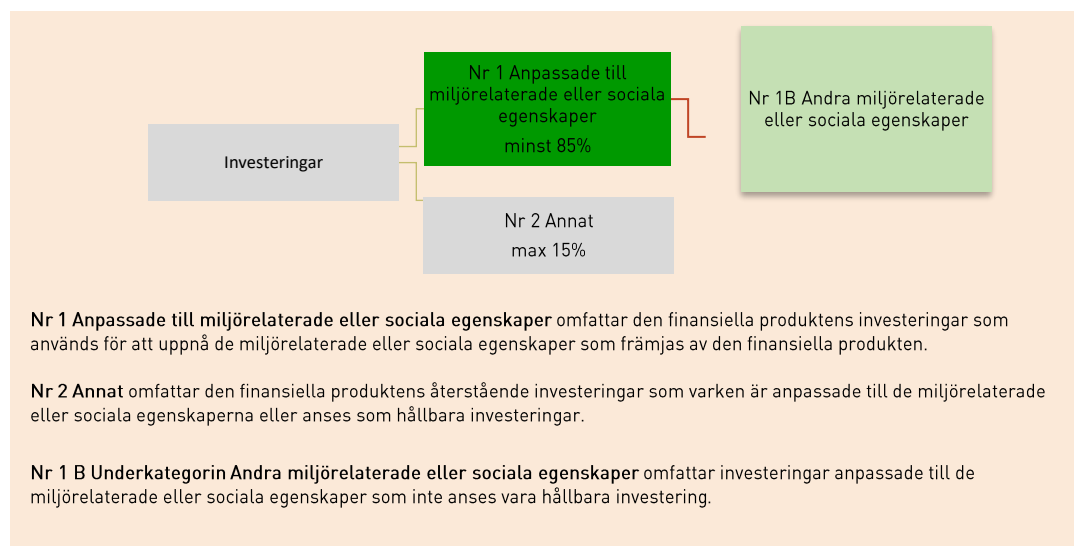 Nr 1 Anpassade till
miljörelaterade eller sociala
egenskaper
minst 85%
Nr 1B Andra miljörelaterade
eller sociala egenskaper
Investeringar
Nr 2 Annat
max 15%
Nr 1 Anpassade till miljörelaterade eller sociala egenskaper omfattar den finansiella produktens investeringar som
används för att uppnå de miljörelaterade eller sociala egenskaper som främjas av den finansiella produkten.
Nr 2 Annat omfattar den finansiella produktens återstående investeringar som varken är anpassade till de miljörelaterade
eller sociala egenskaperna eller anses som hållbara investeringar.
Nr 1 B Underkategorin Andra miljörelaterade eller sociala egenskaper omfattar investeringar anpassade till de
miljörelaterade eller sociala egenskaper som inte anses vara hållbara investering.